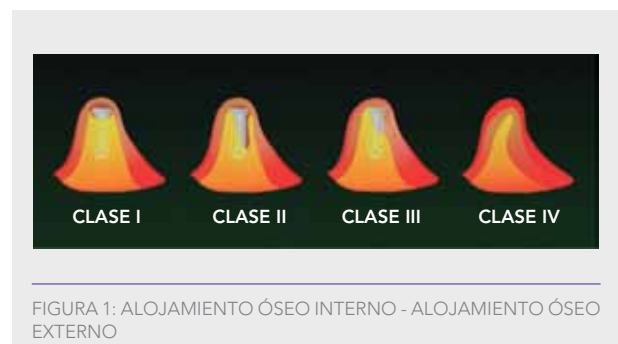 CLASE I CLASE II CLASE III CLASE IV
FIGURA 1: ALOJAMIENTO ÓSEO INTERNO - ALOJAMIENTO ÓSEO
EXTERNO